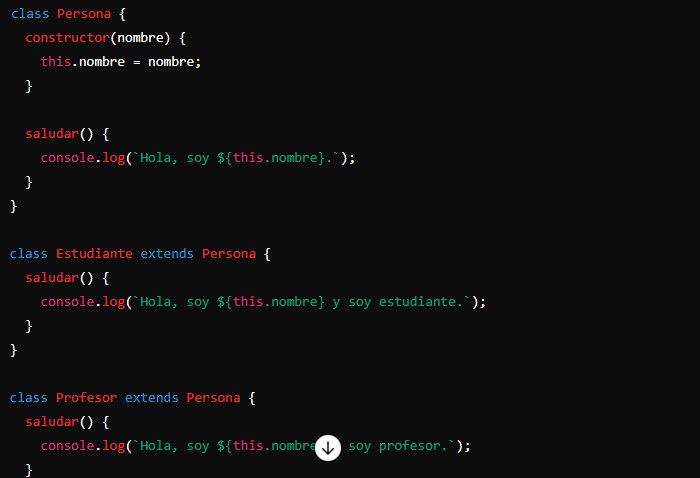 class Persona {
  constructor(nombre) {
    this.nombre = nombre;
  }

  saludar() {
    console.log(`Hola, soy ${this.nombre}.`);
  }
}

class Estudiante extends Persona {
  saludar() {
    console.log(`Hola, soy ${this.nombre} y soy estudiante.`);
  }
}

class Profesor extends Persona {
  saludar() {
    console.log(`Hola, soy ${this.nombre soy profesor.`);
  }